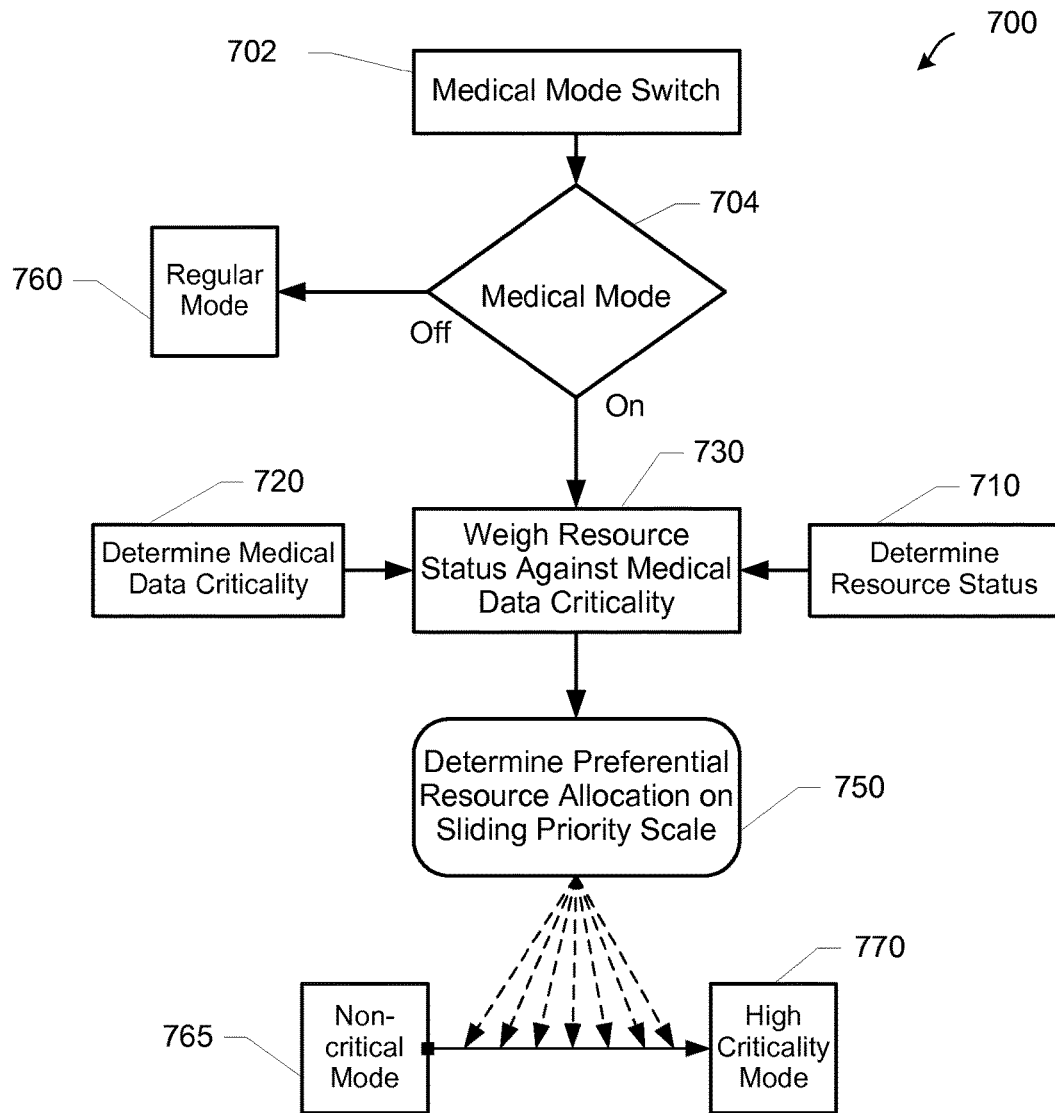 700
702
Medical Mode Switch
704
Medical Mode
760
Regular
Mode
Off
On
730
720
710
Determine Medical
Data Criticality
Weigh Resource
Status Against Medical
Data Criticality
Determine
Resource Status
Determine Preferential
Resource Allocation on
Sliding Priority Scale
750
770
765
Non-
critical
Mode
High
Criticality
Mode